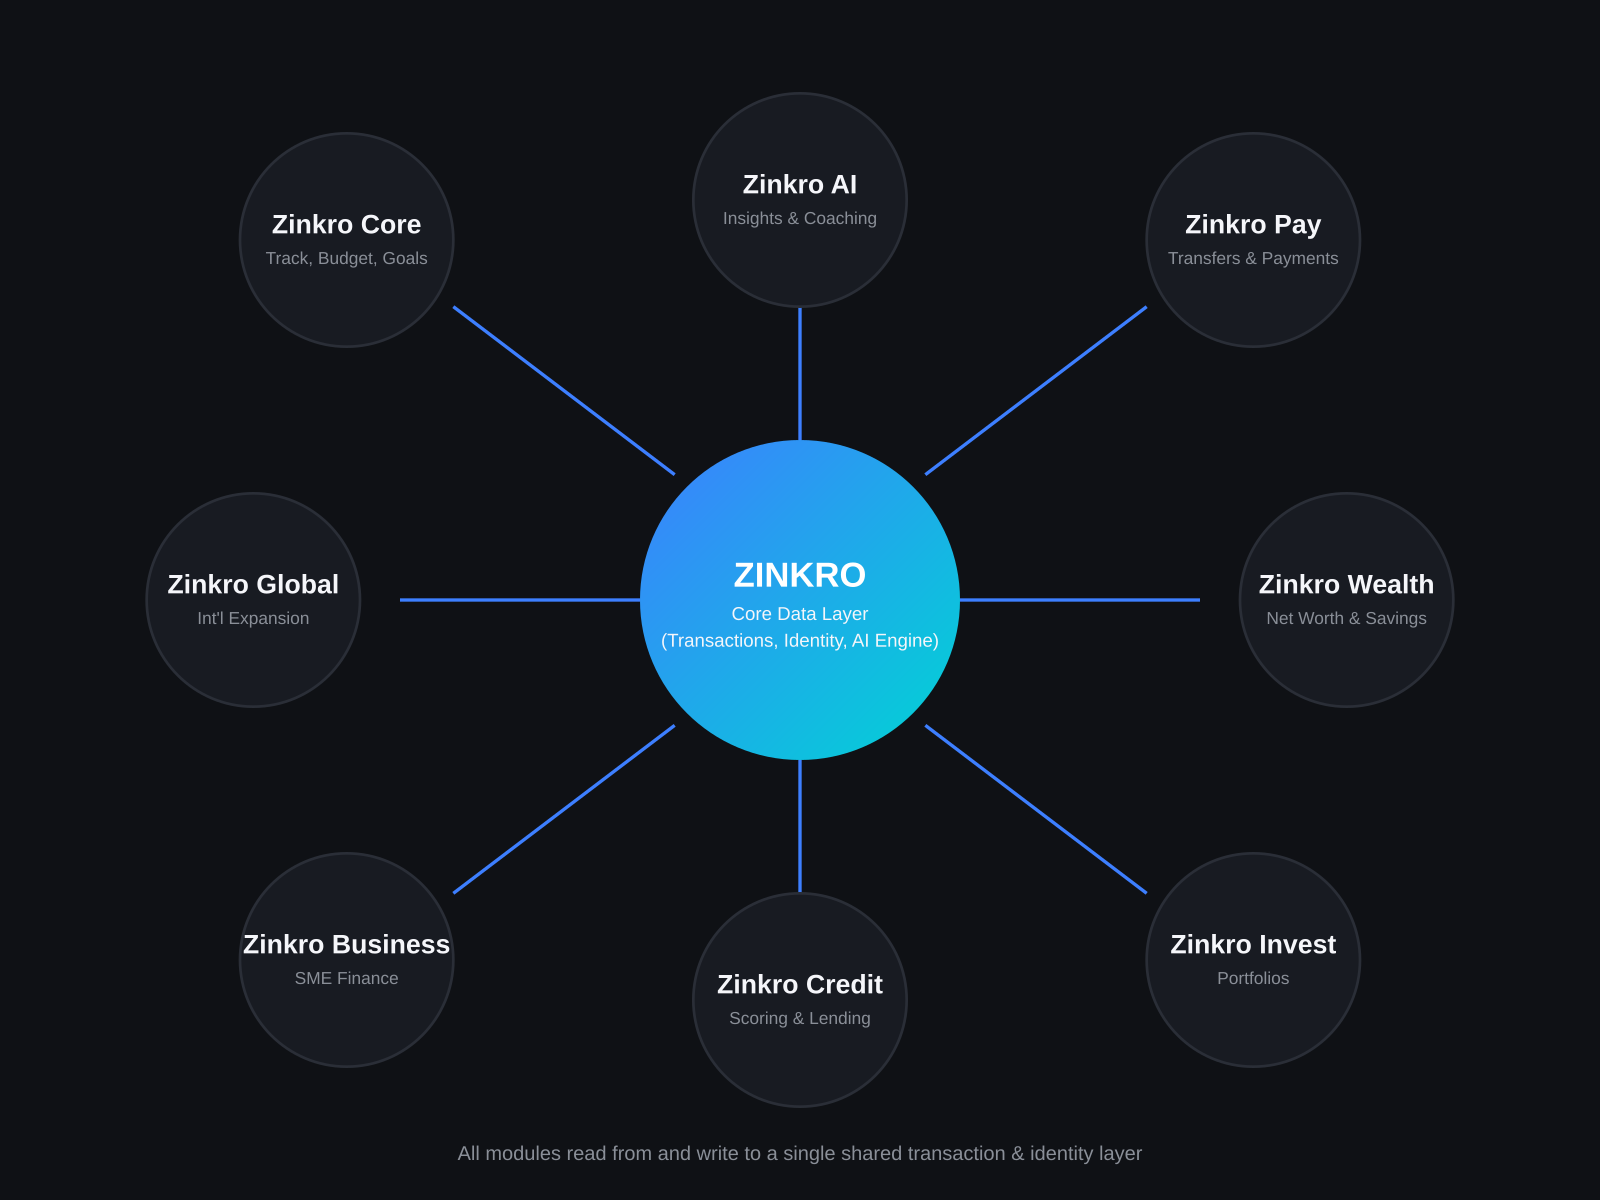 Zinkro AI
Insights & Coaching
Zinkro Core
Track, Budget, Goals
Zinkro Pay
Transfers & Payments
Zinkro Global
Int'l Expansion
ZINKRO
Core Data Layer
(Transactions, Identity, AI Engine)
Zinkro Wealth
Net Worth & Savings
Zinkro Business
SME Finance
Zinkro Credit
Scoring & Lending
Zinkro Invest
Portfolios
All modules read from and write to a single shared transaction & identity layer